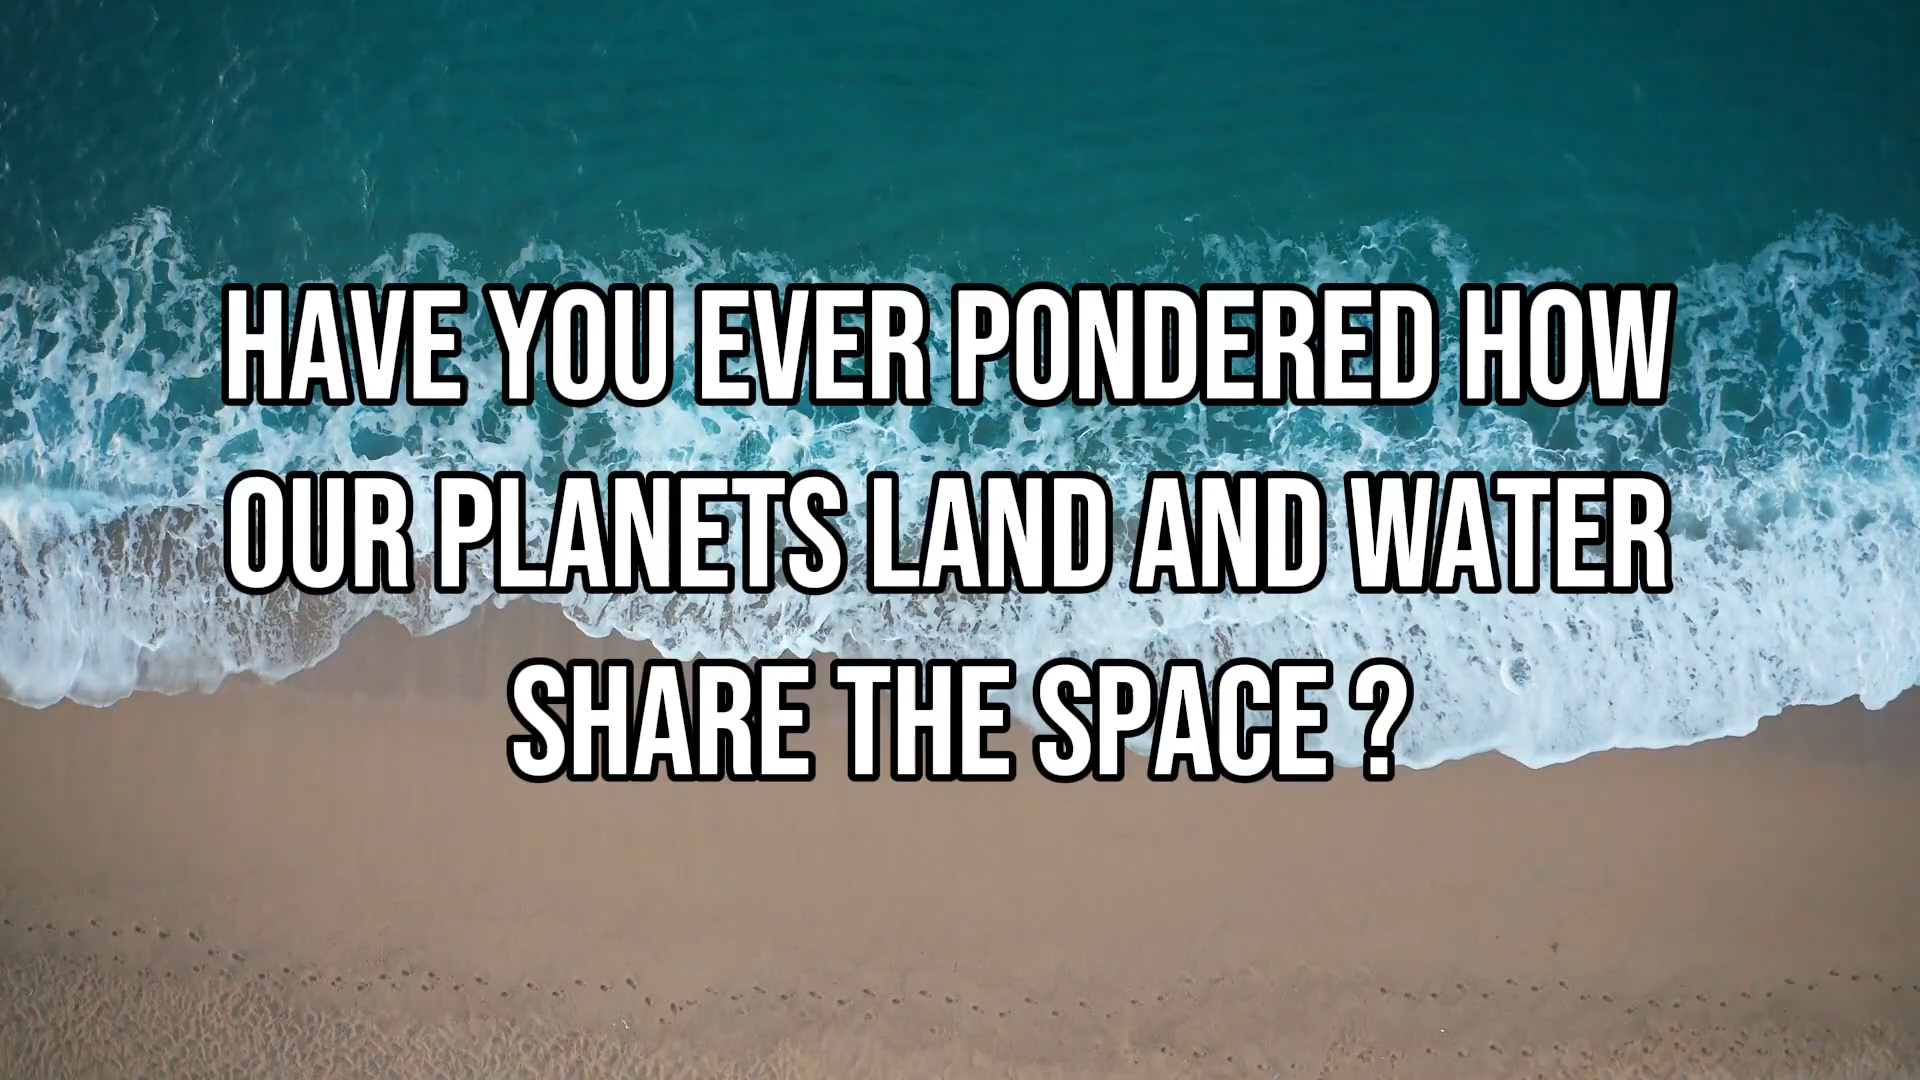 HAVE YOU EVER PONDERED HOW
OUR PLANETS LAND AND WATER
SHARE THE SPACE ?